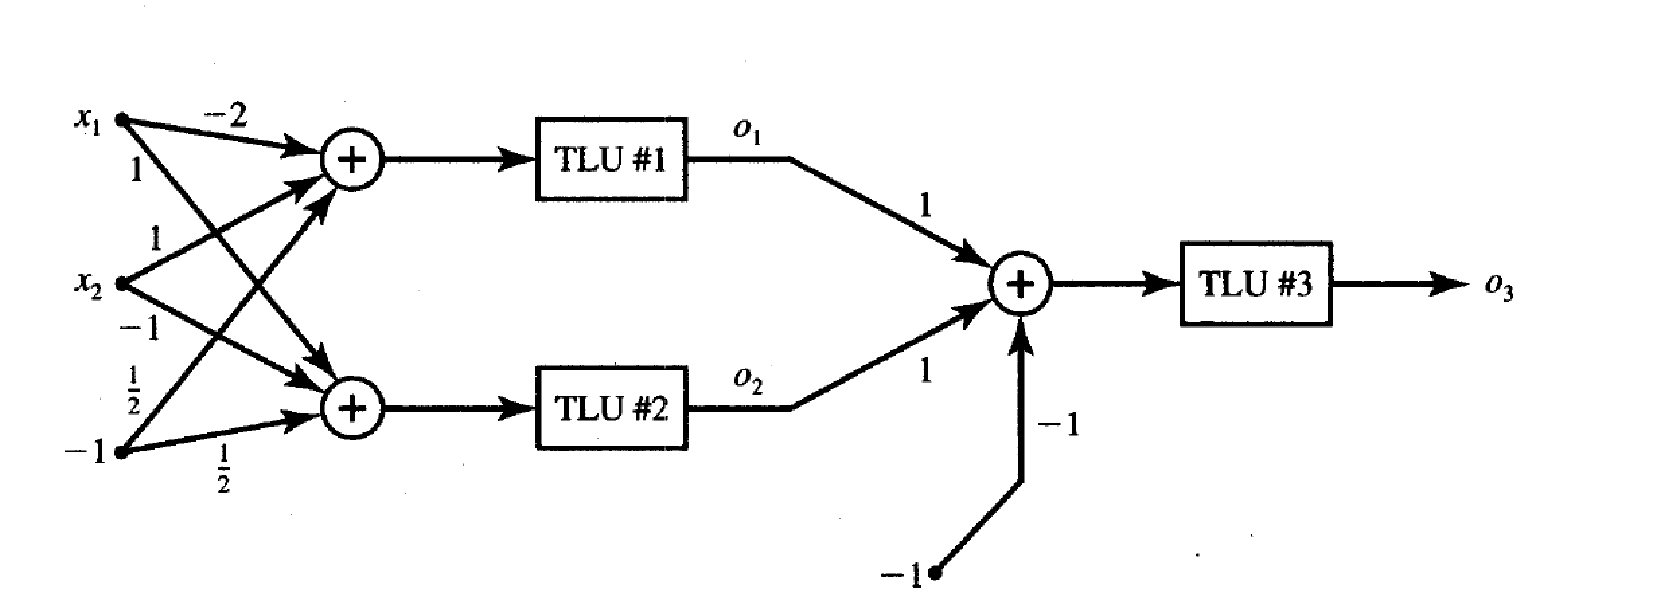 x₁
−2
1
TLU #1
o₁
1
x₂
1
−1
TLU #3
o₃
−1
½
½
TLU #2
o₂
1
−1
−1
+
+
+